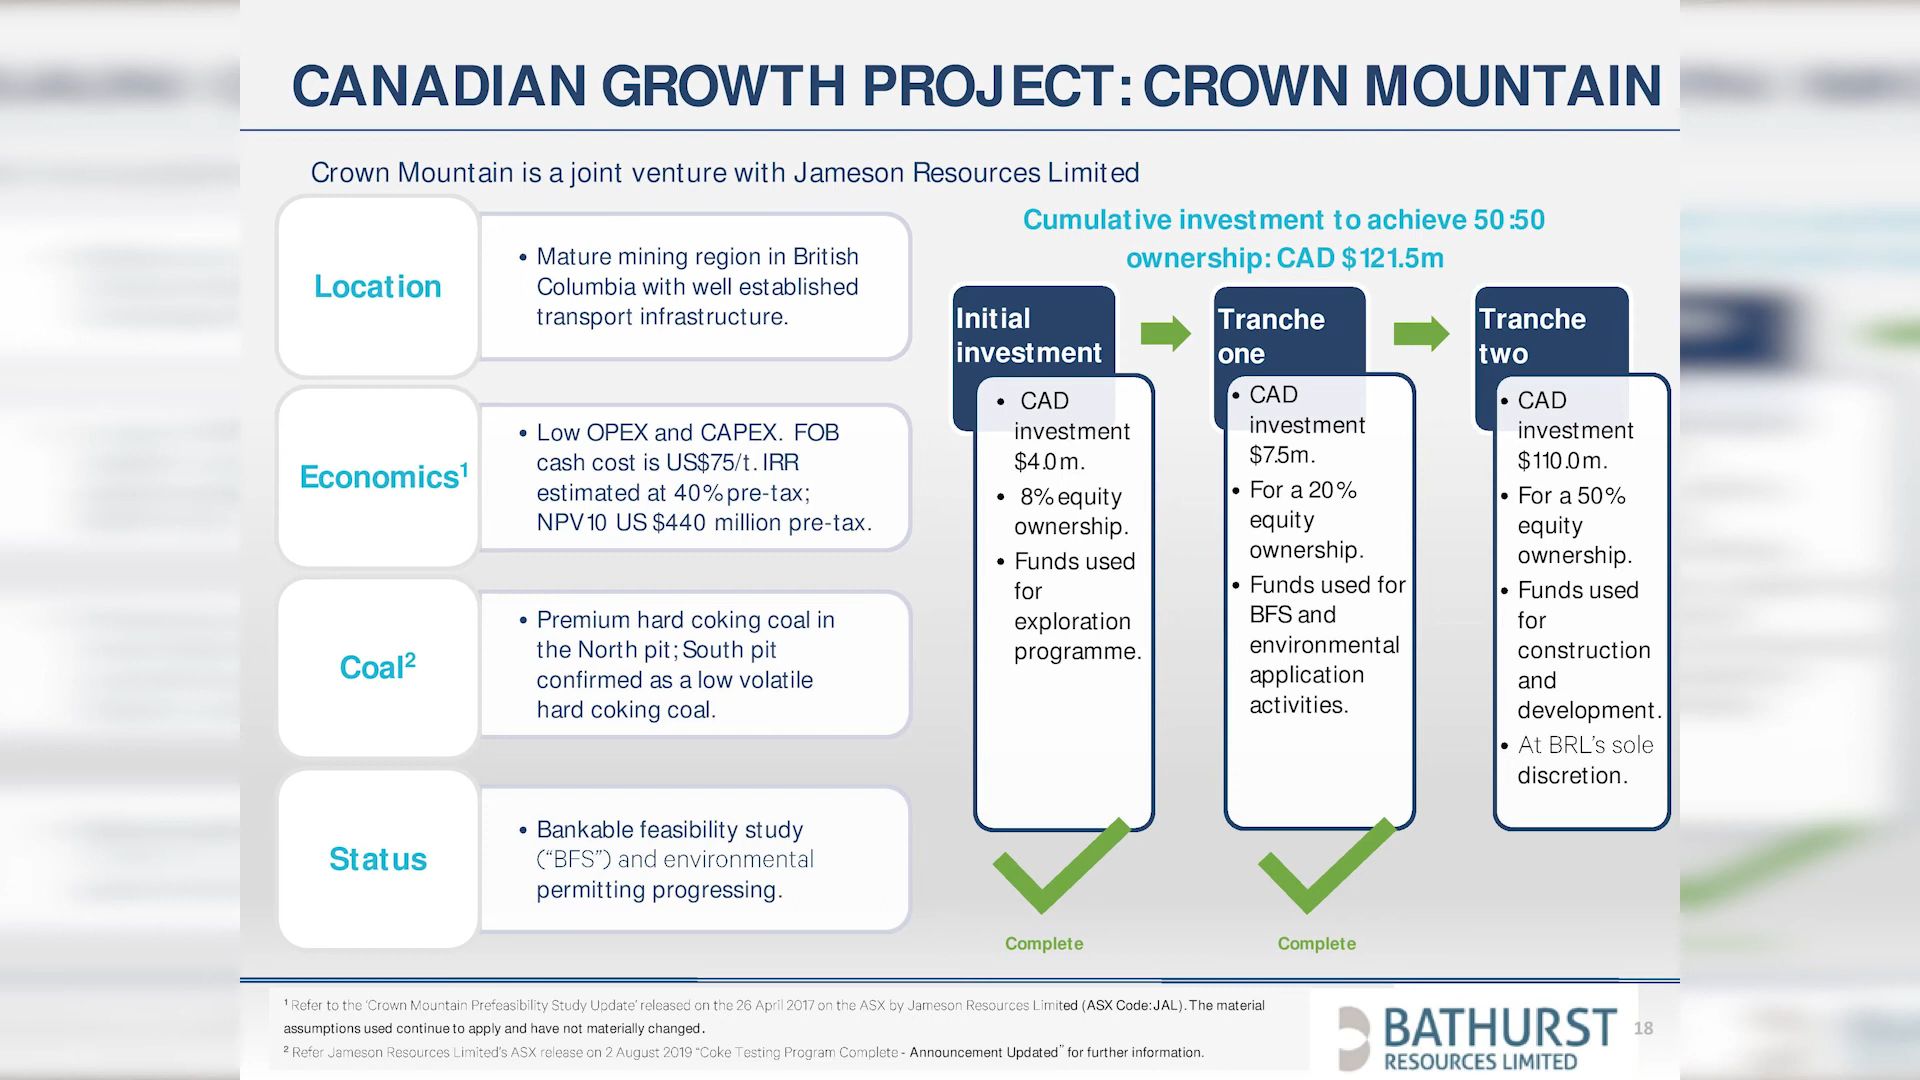 CANADIAN GROWTH PROJECT: CROWN MOUNTAIN
Crown Mountain is a joint venture with Jameson Resources Limited
Location
• Mature mining region in British
Columbia with well established
transport infrastructure.
Economics¹
• Low OPEX and CAPEX. FOB
cash cost is US$75/t. IRR
estimated at 40% pre-tax;
NPV10 US $440 million pre-tax.
Coal²
• Premium hard coking coal in
the North pit; South pit
confirmed as a low volatile
hard coking coal.
Status
• Bankable feasibility study
(“BFS”) and environmental
permitting progressing.
Cumulative investment to achieve 50:50
ownership: CAD $121.5m
Initial
investment
• CAD
investment
$4.0m.
• 8% equity
ownership.
• Funds used
for
exploration
programme.
Complete
Tranche
one
• CAD
investment
$7.5m.
• For a 20%
equity
ownership.
• Funds used for
BFS and
environmental
application
activities.
Complete
Tranche
two
• CAD
investment
$110.0m.
• For a 50%
equity
ownership.
• Funds used
for
construction
and
development.
• At BRL’s sole
discretion.
¹ Refer to the ‘Crown Mountain Prefeasibility Study Update’ released on the 26 April 2017 on the ASX by Jameson Resources Limited (ASX Code:JAL). The material
assumptions used continue to apply and have not materially changed.
² Refer Jameson Resources Limited’s ASX release on 2 August 2019 “Coke Testing Program Complete - Announcement Updated” for further information.
BATHURST
RESOURCES LIMITED
18